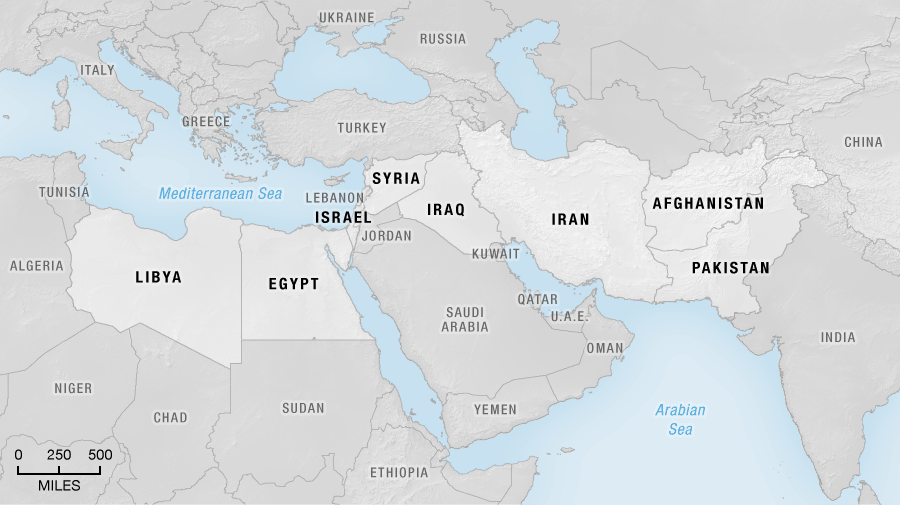 UKRAINE
RUSSIA
ITALY
GREECE
TURKEY
CHINA
TUNISIA
Mediterranean Sea
LEBANON
SYRIA
ISRAEL
IRAQ
IRAN
AFGHANISTAN
JORDAN
KUWAIT
PAKISTAN
ALGERIA
LIBYA
EGYPT
QATAR
U.A.E.
SAUDI
ARABIA
OMAN
INDIA
NIGER
CHAD
SUDAN
YEMEN
Arabian
Sea
ETHIOPIA
0 250 500
MILES